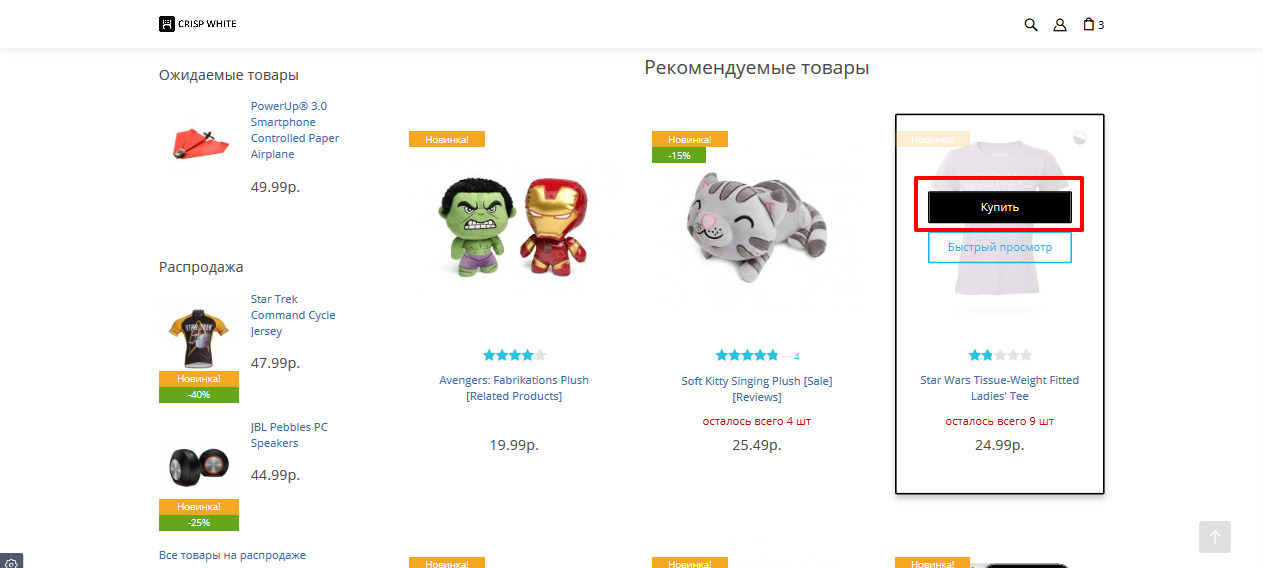 CRISP WHITE
3
Ожидаемые товары
PowerUp® 3.0
Smartphone
Controlled Paper
Airplane
49.99р.
Распродажа
Star Trek
Command Cycle
Jersey
47.99р.
Новинка!
-40%
JBL Pebbles PC
Speakers
44.99р.
Новинка!
-25%
Все товары на распродаже
Рекомендуемые товары
Новинка!
Avengers: Fabrikations Plush
[Related Products]
19.99р.
Новинка!
-15%
4
Soft Kitty Singing Plush [Sale]
[Reviews]
осталось всего 4 шт
25.49р.
Новинка!
Купить
Быстрый просмотр
Star Wars Tissue-Weight Fitted
Ladies' Tee
осталось всего 9 шт
24.99р.
Новинка!
Новинка!
Новинка!